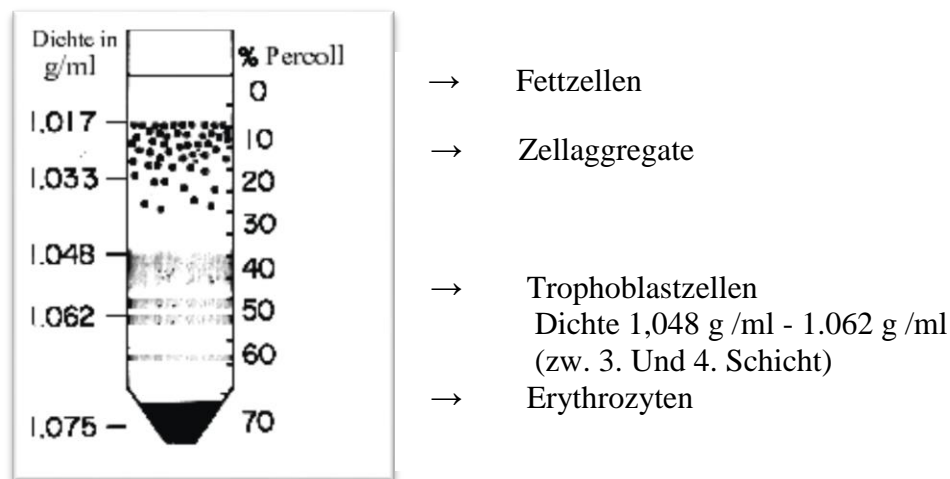 Dichte in
g/ml
% Percoll
0
1.017
10
1.033
20
30
1.048
40
1.062
50
60
1.075
70
→ Fettzellen
→ Zellaggregate
→ Trophoblastzellen
Dichte 1,048 g /ml - 1.062 g /ml
(zw. 3. Und 4. Schicht)
→ Erythrozyten